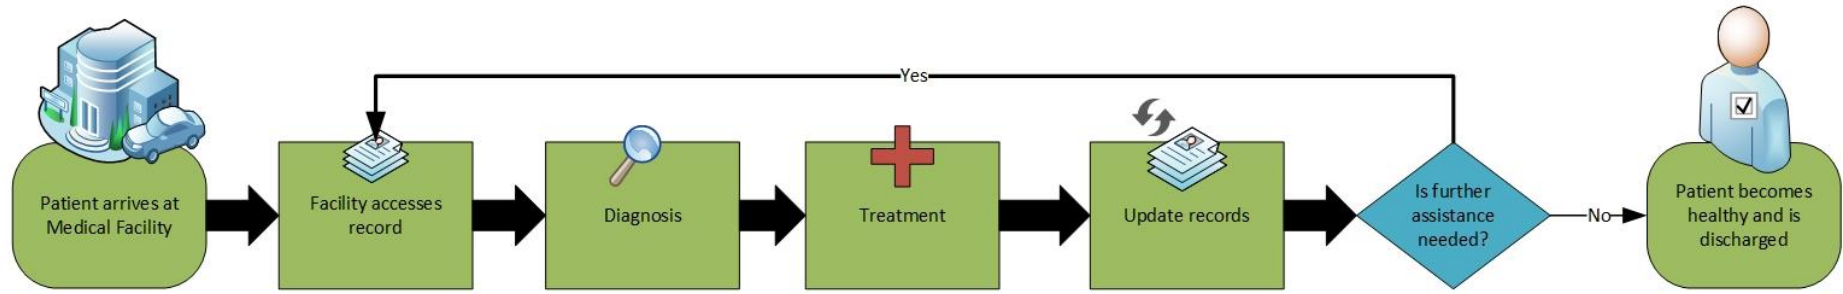 Yes
Patient arrives at
Medical Facility
Facility accesses
record
Diagnosis
Treatment
Update records
Is further
assistance
needed?
No
Patient becomes
healthy and is
discharged